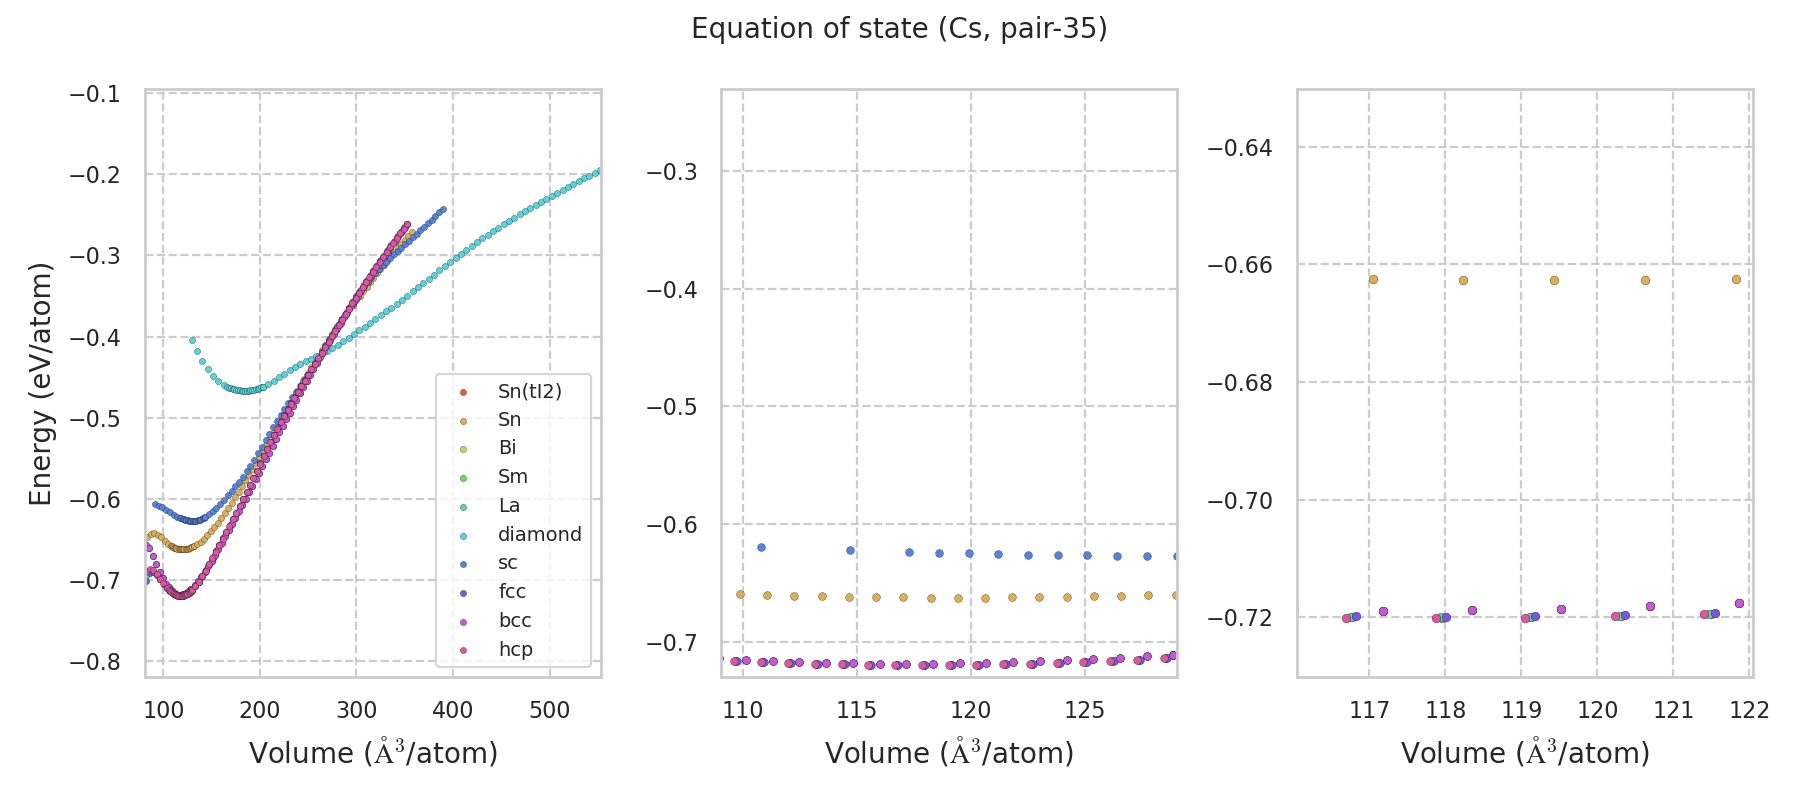 Equation of state (Cs, pair-35)
Energy (eV/atom)
−0.1
−0.2
−0.3
−0.4
−0.5
−0.6
−0.7
−0.8
100 200 300 400 500
Volume (Å³/atom)
Sn(tI2)
Sn
Bi
Sm
La
diamond
sc
fcc
bcc
hcp
−0.3
−0.4
−0.5
−0.6
−0.7
110 115 120 125
Volume (Å³/atom)
−0.64
−0.66
−0.68
−0.70
−0.72
117 118 119 120 121 122
Volume (Å³/atom)